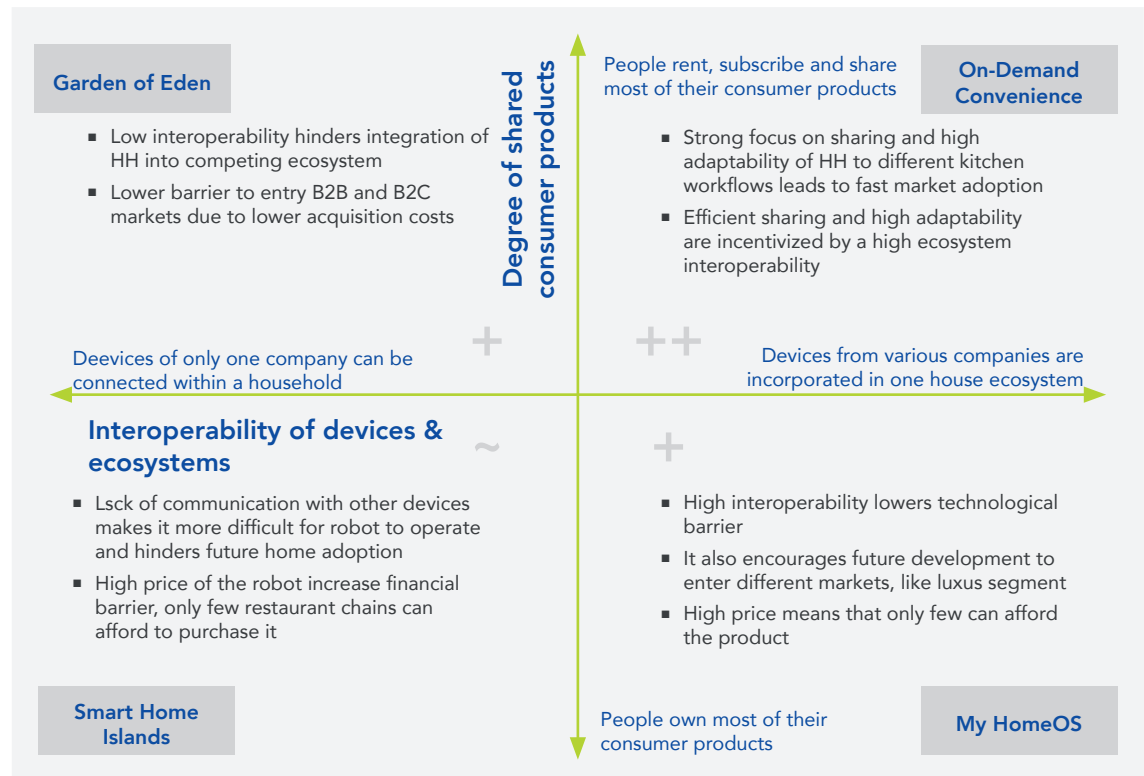 Garden of Eden
Low interoperability hinders integration of
HH into competing ecosystem
Lower barrier to entry B2B and B2C
markets due to lower acquisition costs
Degree of shared
consumer products
People rent, subscribe and share
most of their consumer products
On-Demand
Convenience
Strong focus on sharing and high
adaptability of HH to different kitchen
workflows leads to fast market adoption
Efficient sharing and high adaptability
are incentivized by a high ecosystem
interoperability
+
++
Deevices of only one company can be
connected within a household
Devices from various companies are
incorporated in one house ecosystem
Interoperability of devices &
ecosystems
~
+
Lsck of communication with other devices
makes it more difficult for robot to operate
and hinders future home adoption
High price of the robot increase financial
barrier, only few restaurant chains can
afford to purchase it
High interoperability lowers technological
barrier
It also encourages future development to
enter different markets, like luxus segment
High price means that only few can afford
the product
Smart Home
Islands
People own most of their
consumer products
My HomeOS